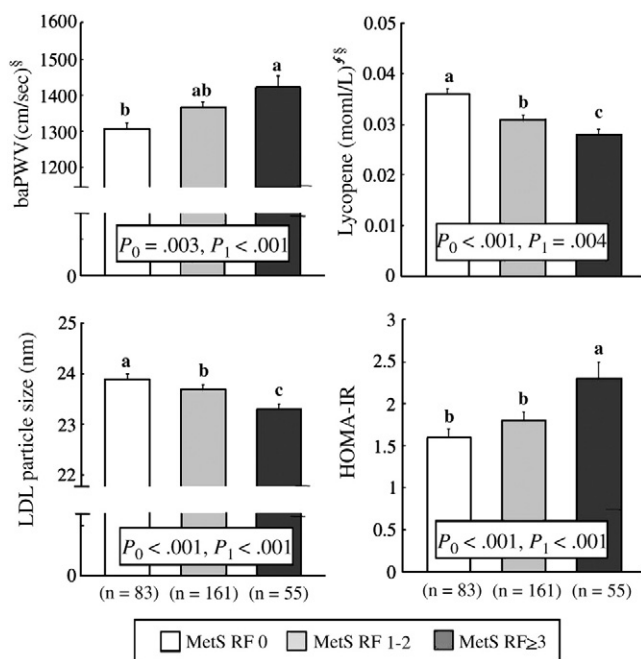 baPWV(cm/sec)§
1600
1500
1400
1300
1200
0
b
ab
a
P0 = .003, P1 < .001
Lycopene (moml/L)$§
0.05
0.04
0.03
0.02
0.01
0
a
b
c
P0 < .001, P1 = .004
LDL particle size (nm)
25
24
23
22
0
a
b
c
P0 < .001, P1 < .001
(n = 83) (n = 161) (n = 55)
HOMA-IR
3
2.5
2
1.5
1
0.5
0
b
b
a
P0 < .001, P1 < .001
(n = 83) (n = 161) (n = 55)
MetS RF 0 MetS RF 1-2 MetS RF≥3